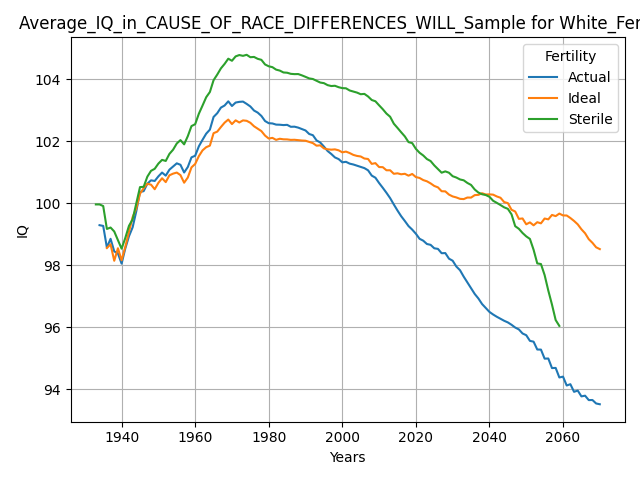 Average_IQ_in_CAUSE_OF_RACE_DIFFERENCES_WILL_Sample for White_Fer
Fertility
Actual
Ideal
Sterile
IQ
104
102
100
98
96
94
1940
1960
1980
2000
2020
2040
2060
Years